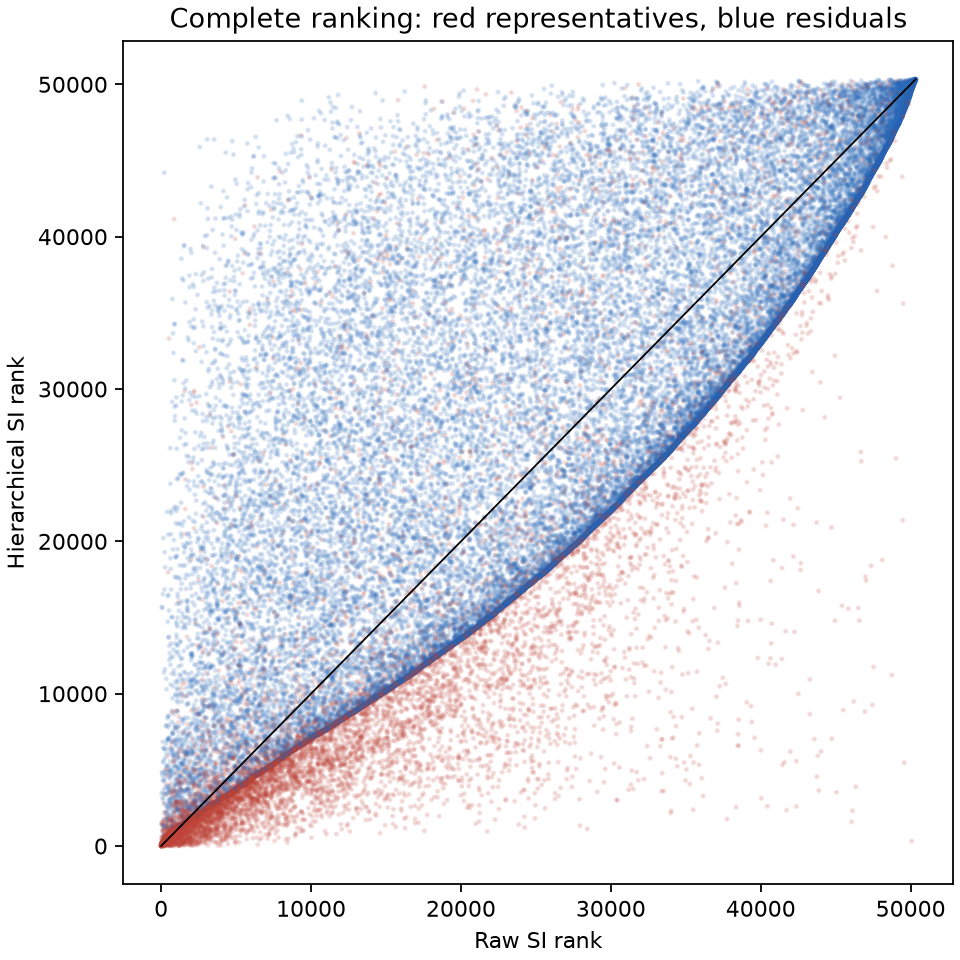 Complete ranking: red representatives, blue residuals
50000
40000
30000
20000
10000
0
Hierarchical SI rank
0 10000 20000 30000 40000 50000
Raw SI rank